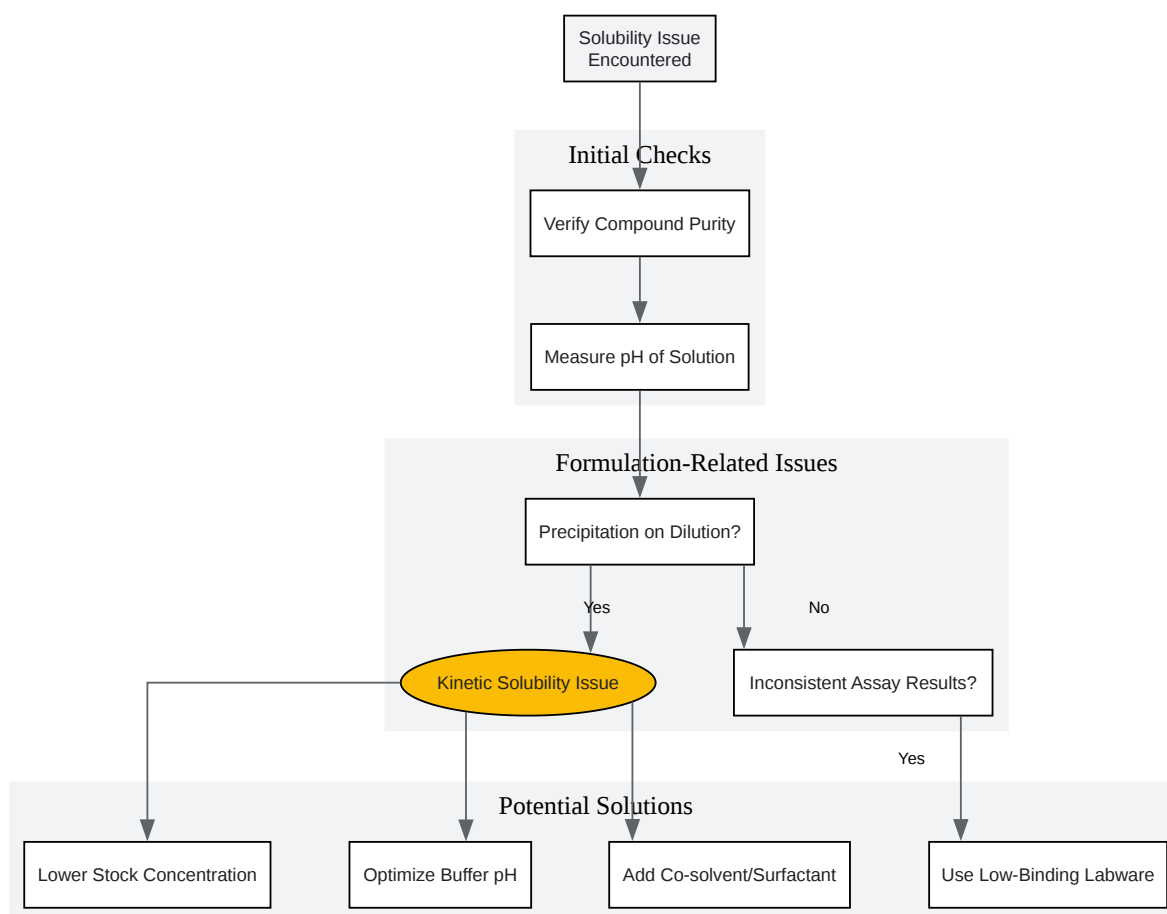 Solubility Issue
Encountered
Initial Checks
Verify Compound Purity
Measure pH of Solution
Formulation-Related Issues
Precipitation on Dilution?
Yes
No
Kinetic Solubility Issue
Inconsistent Assay Results?
Yes
Potential Solutions
Lower Stock Concentration
Optimize Buffer pH
Add Co-solvent/Surfactant
Use Low-Binding Labware